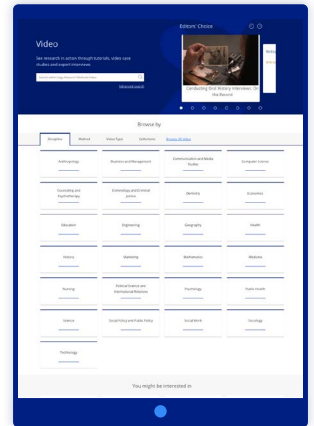 Editors' Choice
Video
See research in action through tutorials, video case
studies and expert interviews.
Advanced search
Conducting Oral History Interviews: On
the Record
Browse by
Discipline
Method
Video Type
Collections
Browse All Video
Anthropology
Business and Management
Communication and Media
Studies
Computer Science
Counseling and
Psychotherapy
Criminology and Criminal
Justice
Dentistry
Economics
Education
Engineering
Geography
Health
History
Marketing
Mathematics
Medicine
Nursing
Political Science and
International Relations
Psychology
Public Health
Science
Social Policy and Public Policy
Social Work
Sociology
Technology
You might be interested in